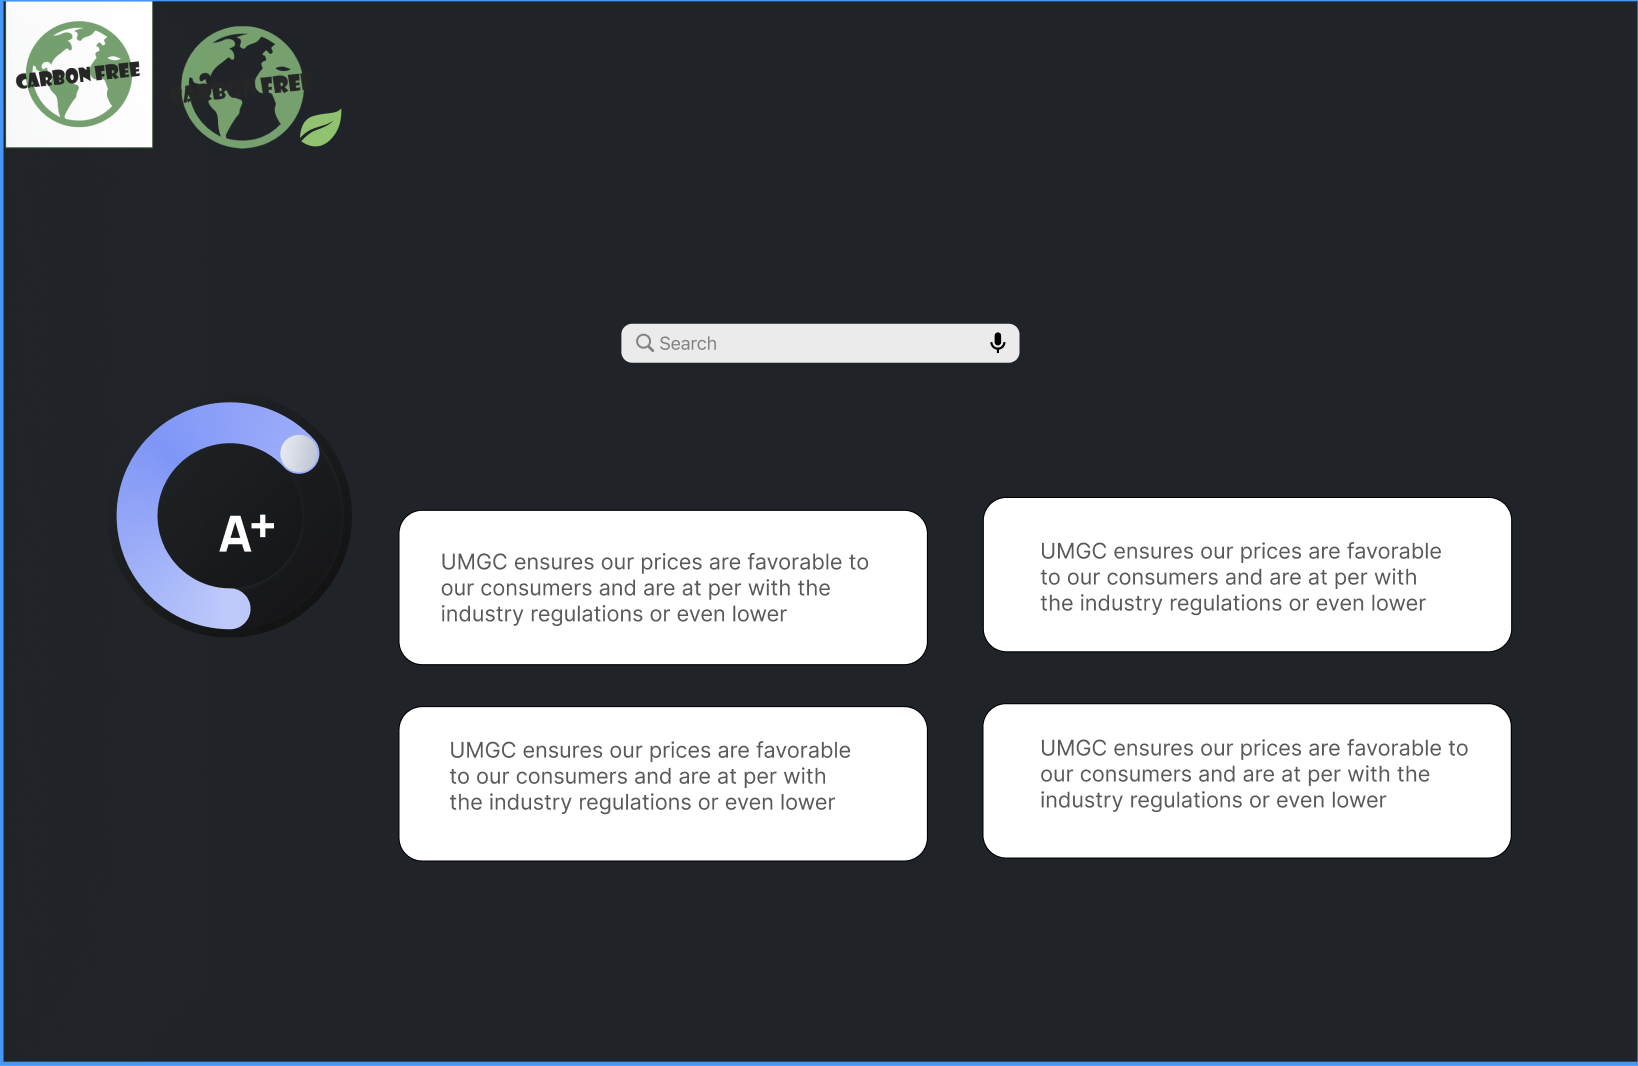 CARBON FREE
CARBON FREE
Search
A+
UMGC ensures our prices are favorable to
our consumers and are at per with the
industry regulations or even lower
UMGC ensures our prices are favorable
to our consumers and are at per with
the industry regulations or even lower
UMGC ensures our prices are favorable
to our consumers and are at per with
the industry regulations or even lower
UMGC ensures our prices are favorable to
our consumers and are at per with the
industry regulations or even lower